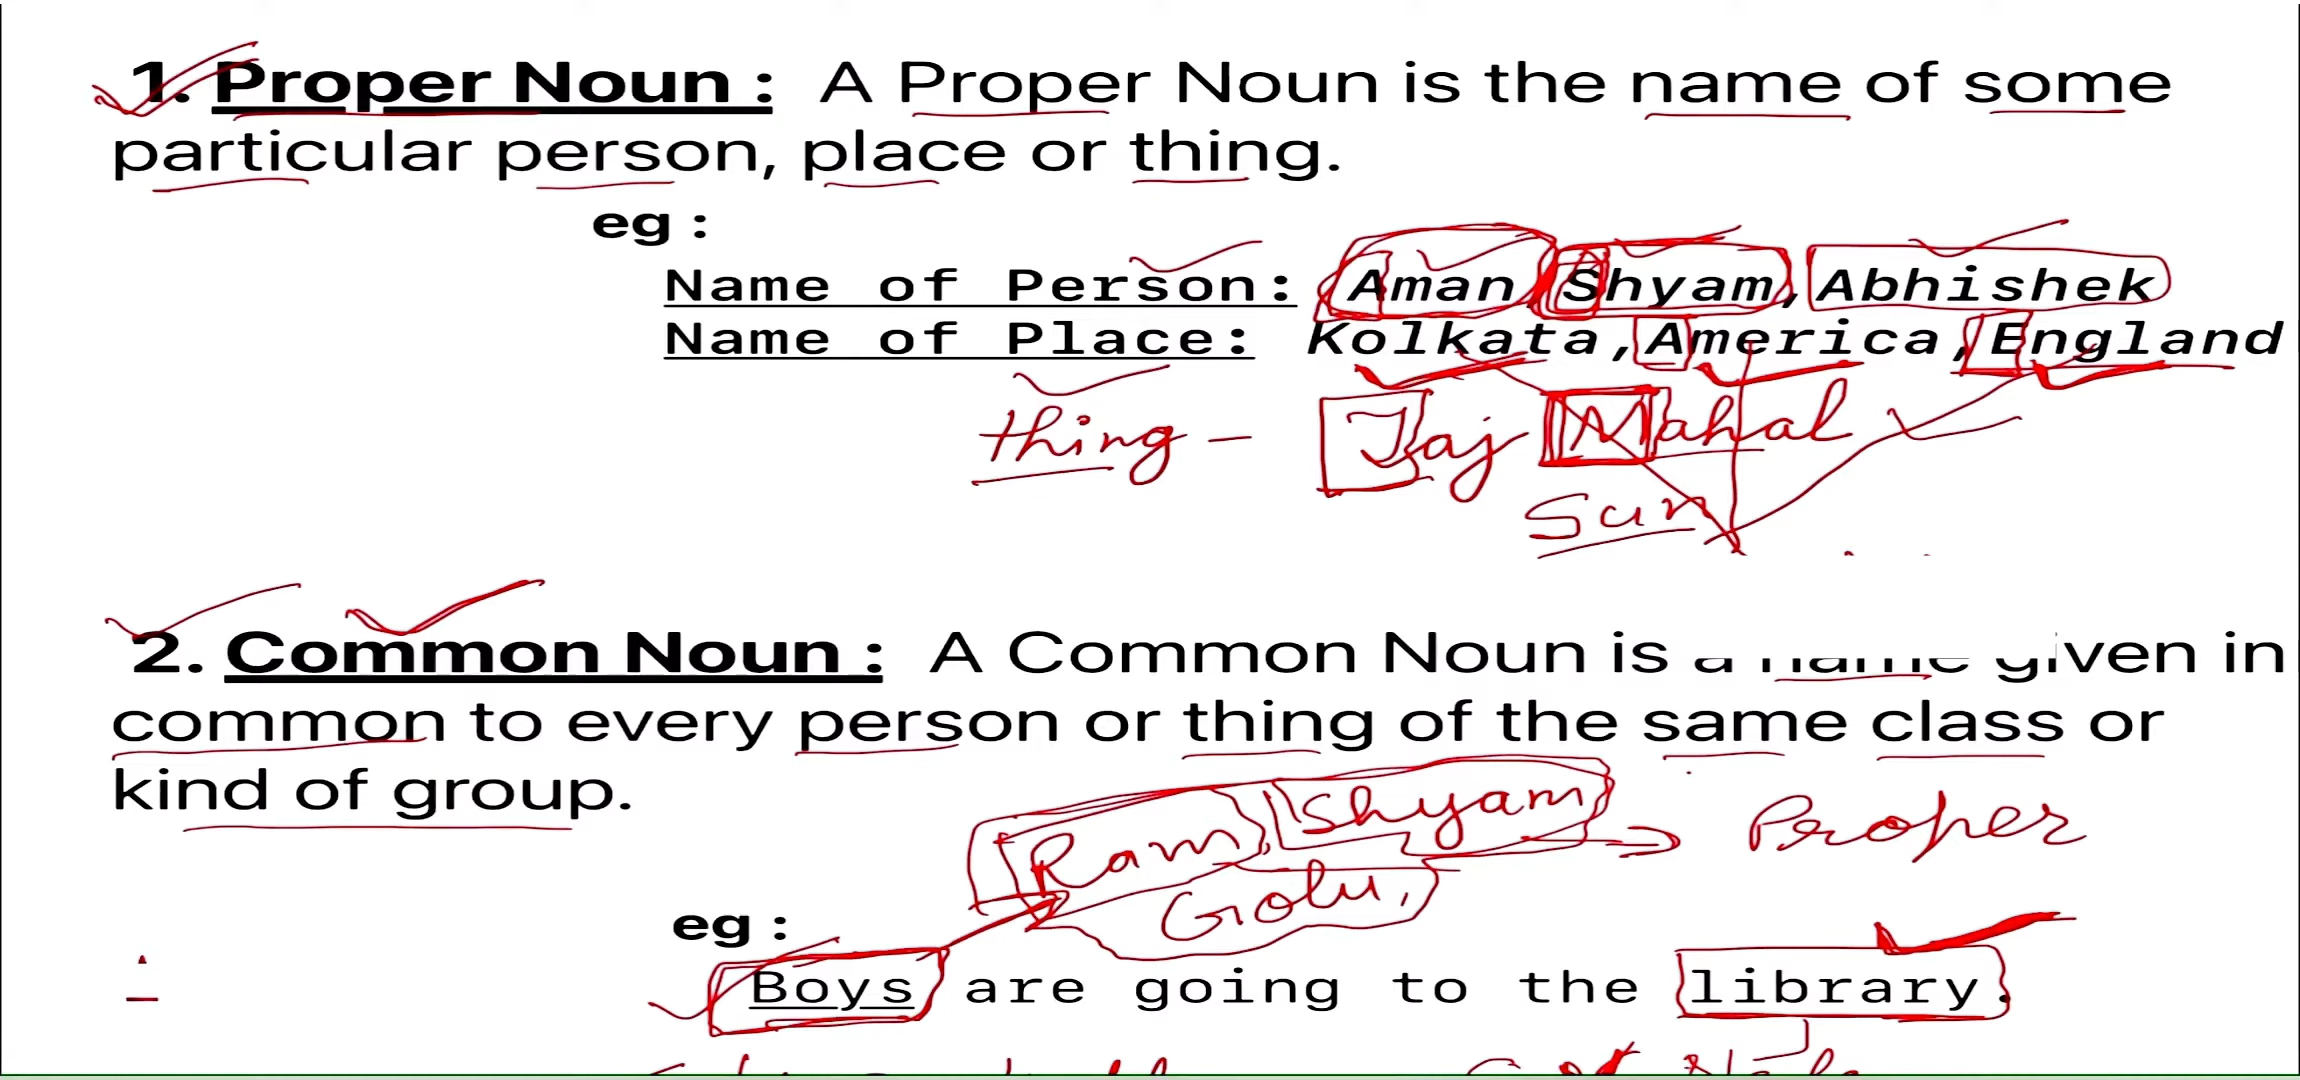 1. Proper Noun : A Proper Noun is the name of some
particular person, place or thing.
eg :
Name of Person: Aman, Shyam, Abhishek
Name of Place: Kolkata, America, England
thing - Taj Mahal
Sun
2. Common Noun : A Common Noun is a name given in
common to every person or thing of the same class or
kind of group.
Ram, Shyam → Proper
Golu,
eg :
Boys are going to the library.